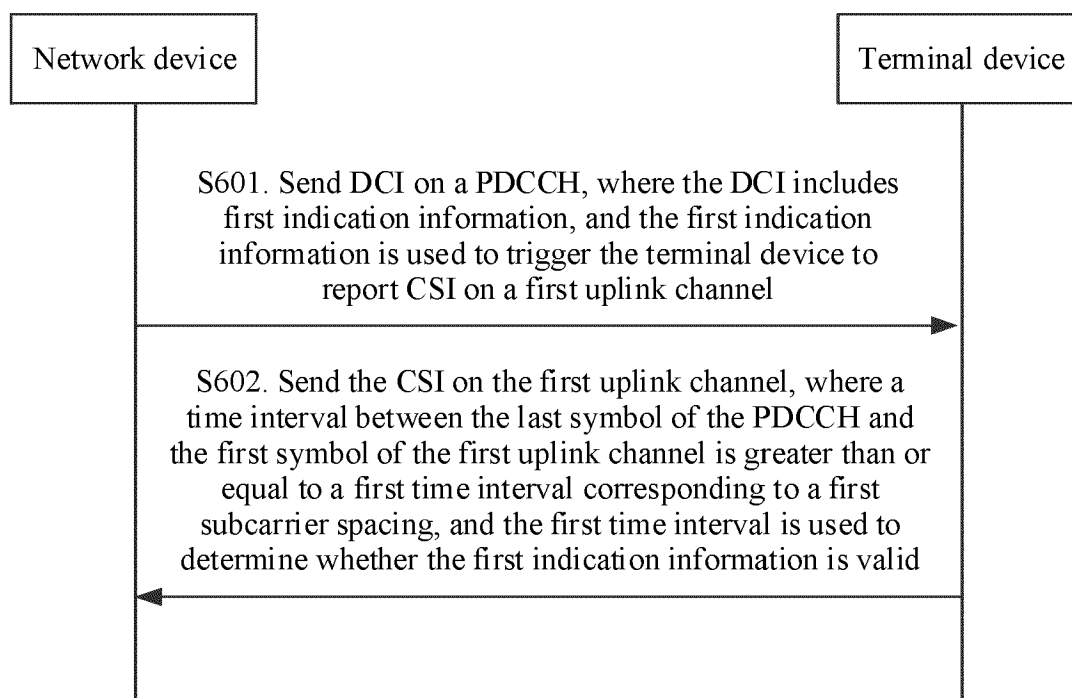 Network device
Terminal device
S601. Send DCI on a PDCCH, where the DCI includes
first indication information, and the first indication
information is used to trigger the terminal device to
report CSI on a first uplink channel
S602. Send the CSI on the first uplink channel, where a
time interval between the last symbol of the PDCCH and
the first symbol of the first uplink channel is greater than or
equal to a first time interval corresponding to a first
subcarrier spacing, and the first time interval is used to
determine whether the first indication information is valid